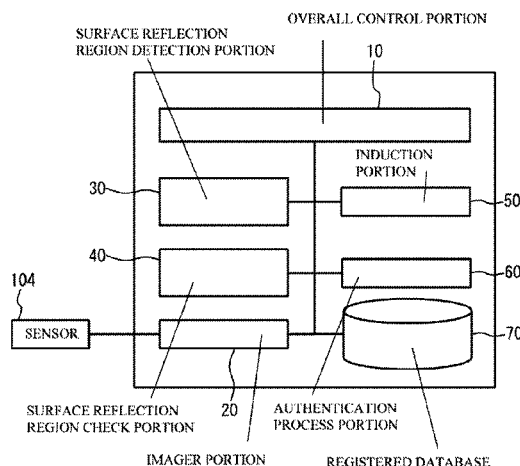 OVERALL CONTROL PORTION
SURFACE REFLECTION
REGION DETECTION PORTION
10
INDUCTION
PORTION
30
50
40
60
104
SENSOR
70
20
SURFACE REFLECTION
REGION CHECK PORTION
AUTHENTICATION
PROCESS PORTION
IMAGER PORTION
REGISTERED DATABASE